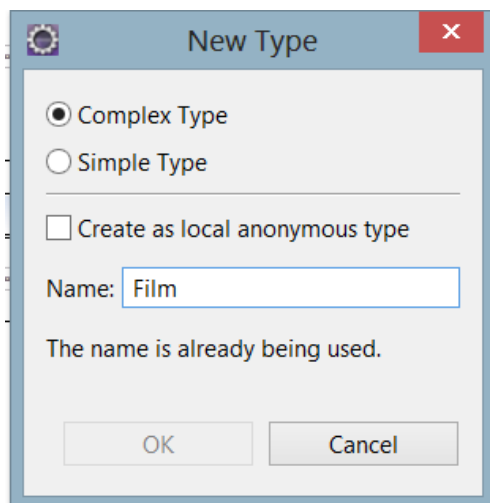 New Type
Complex Type
Simple Type
Create as local anonymous type
Name: Film
The name is already being used.
OK Cancel